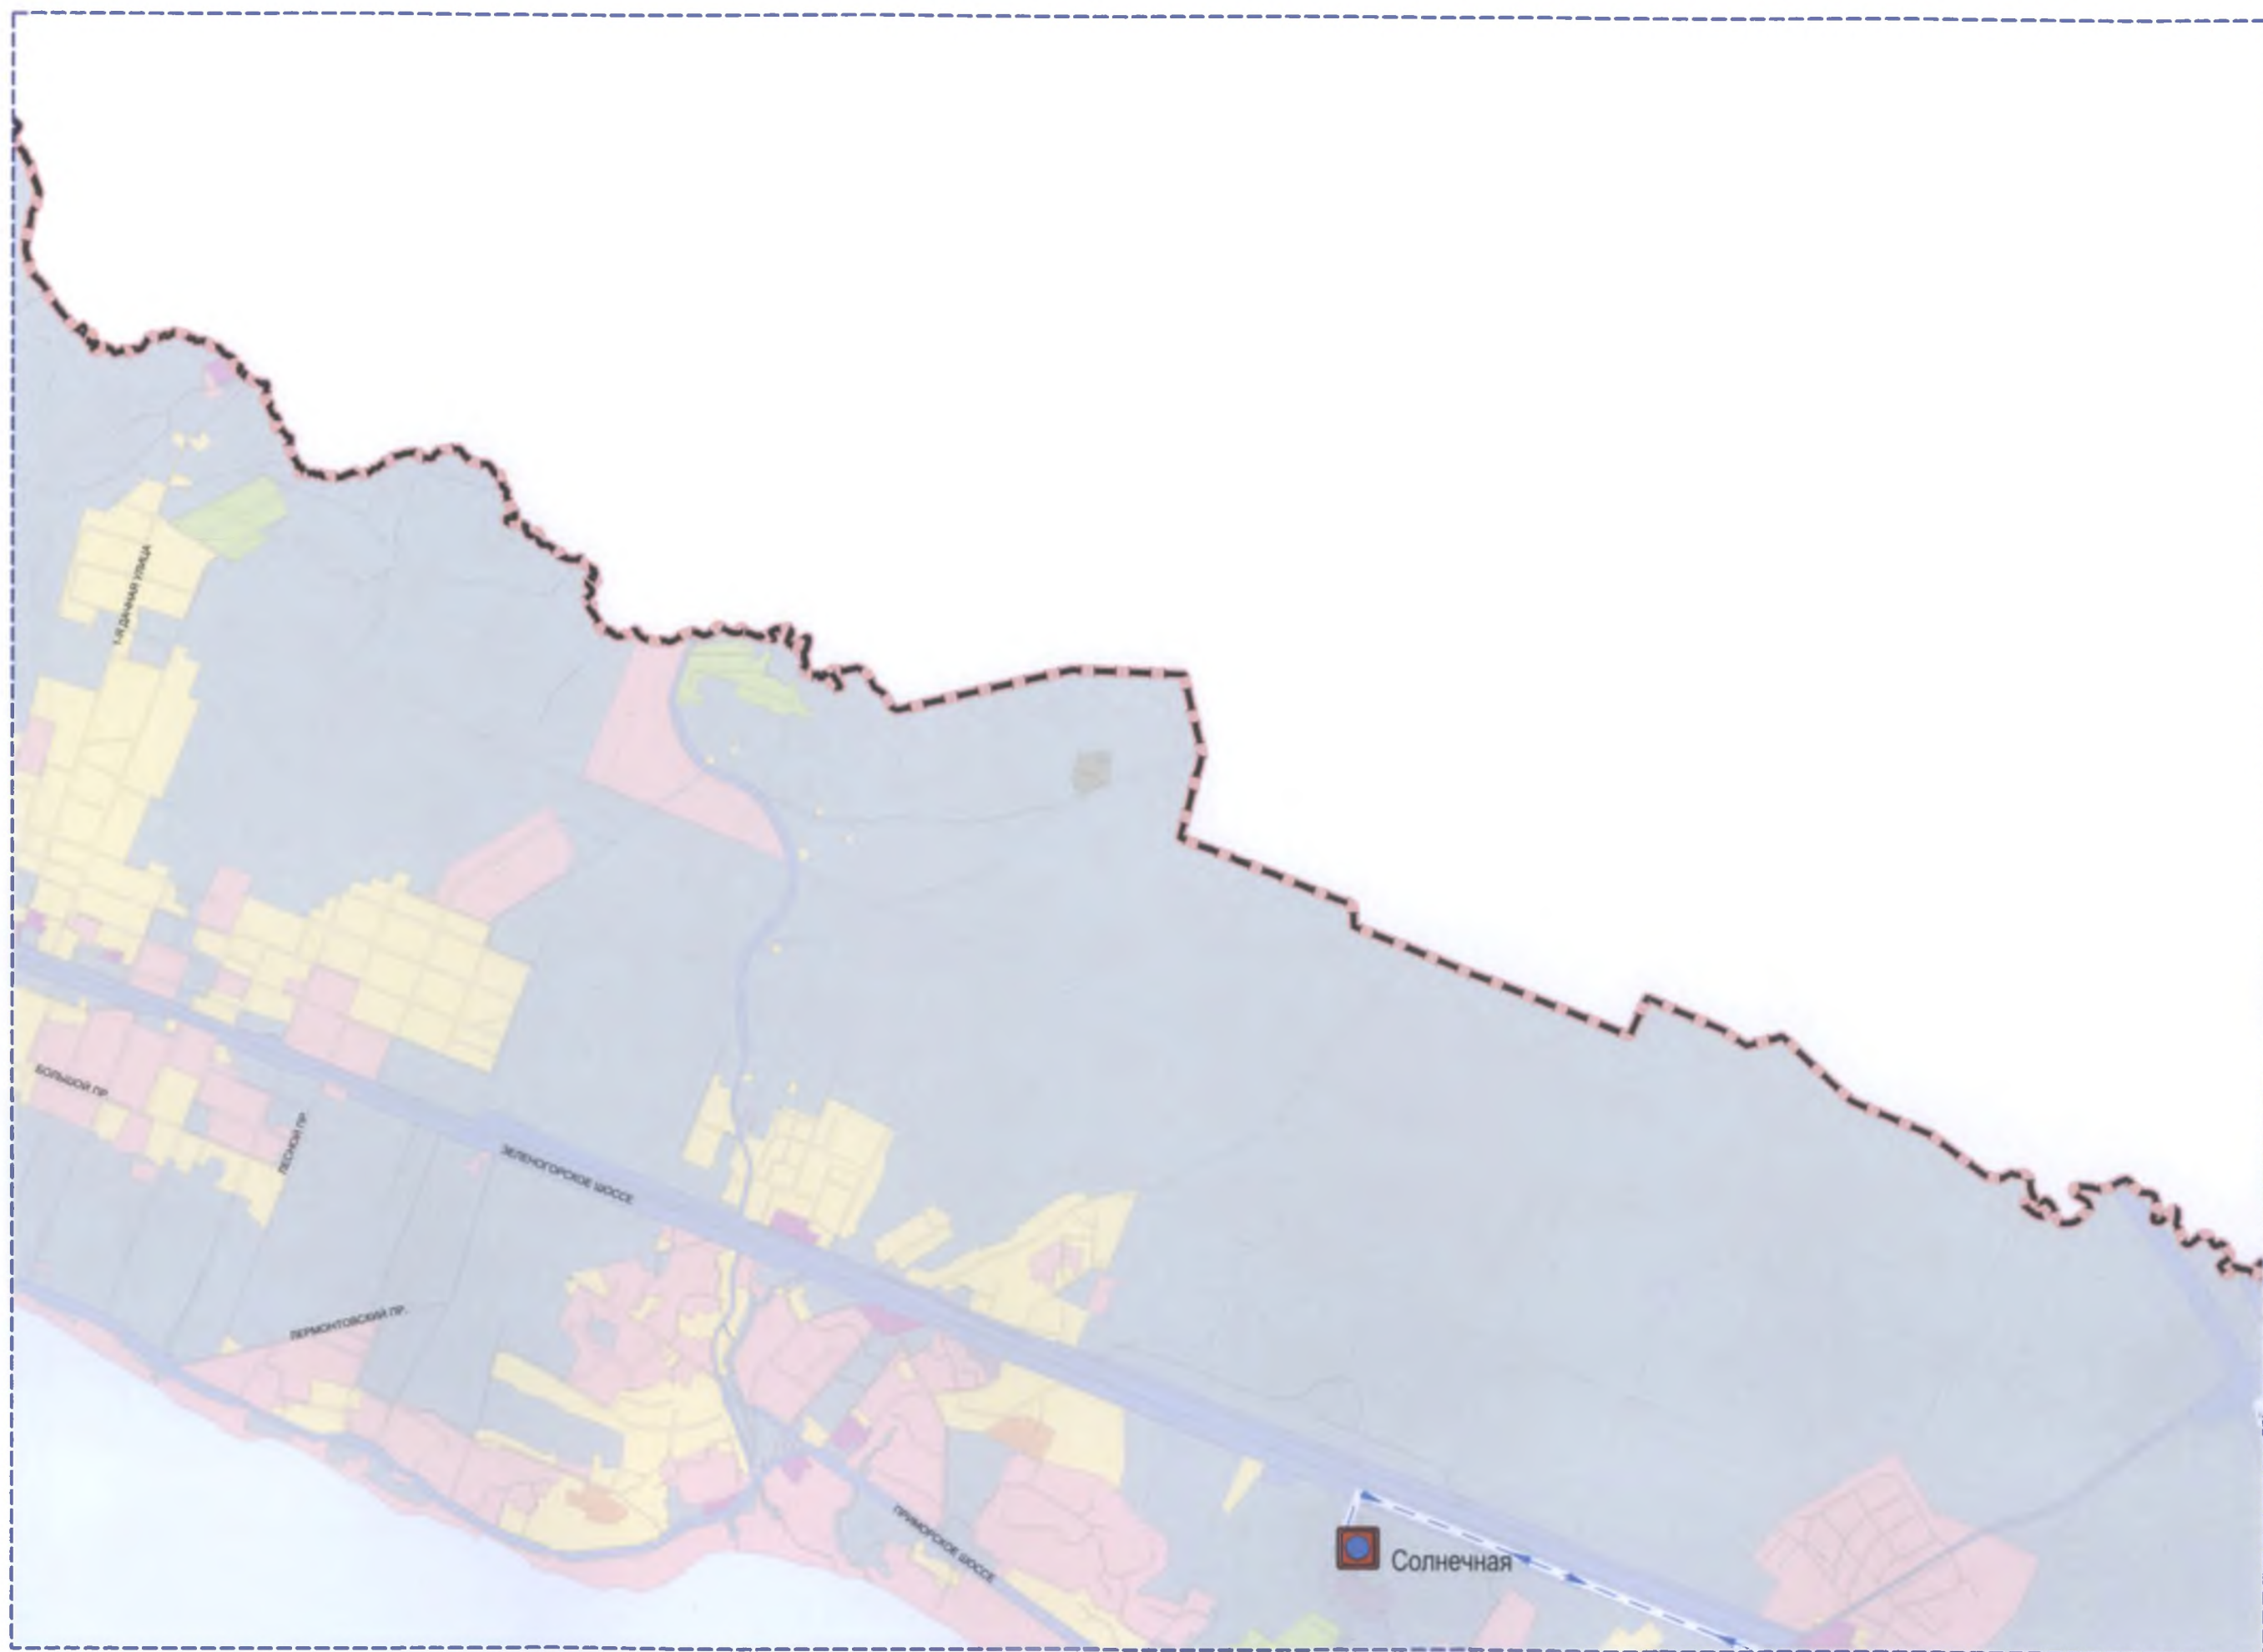 1-Я ДАЧНАЯ УЛИЦА
БОЛЬШОЙ ПР.
ЛЕСНОЙ ПР.
ЗЕЛЕНОГОРСКОЕ ШОССЕ
ЛЕРМОНТОВСКИЙ ПР.
ПРИМОРСКОЕ ШОССЕ
Солнечная